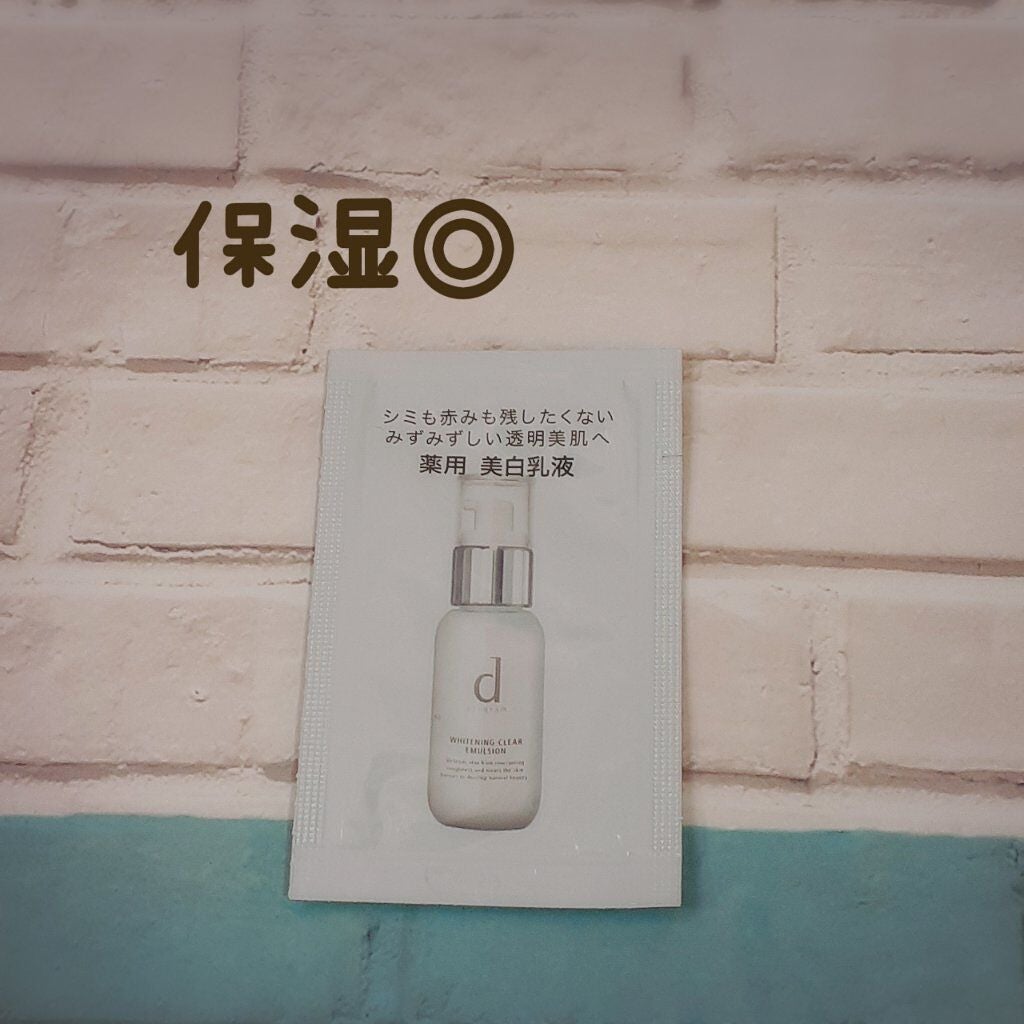 保湿◎
シミも赤みも残したくない
みずみずしい透明美肌へ
薬用 美白乳液
d
program
WHITENING CLEAR
EMULSION